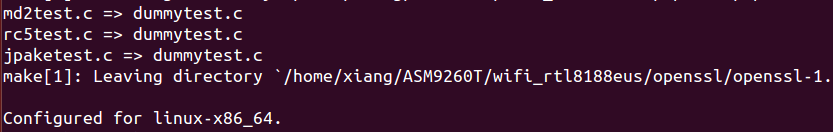 md2test.c => dummytest.c
rc5test.c => dummytest.c
jpaketest.c => dummytest.c
make[1]: Leaving directory `/home/xiang/ASM9260T/wifi_rtl8188eus/openssl/openssl-1.
Configured for linux-x86_64.